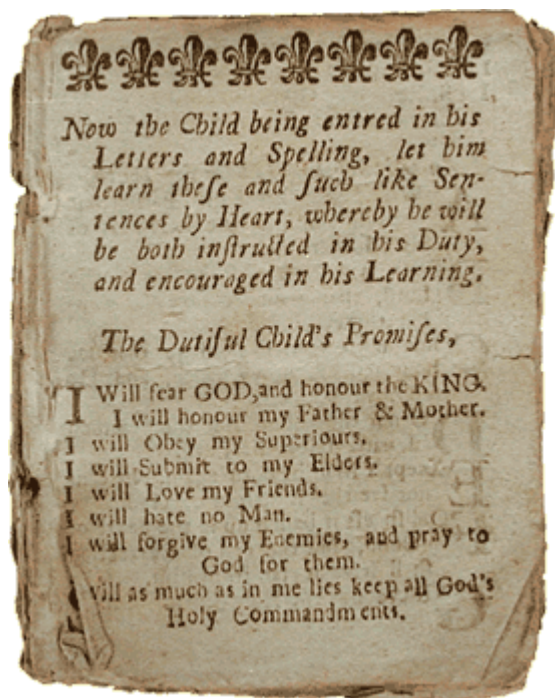 Now the Child being entred in his
Letters and Spelling, let him
learn theſe and ſuch like Sen-
tences by Heart, whereby he will
be both inſtructed in his Duty,
and encouraged in his Learning.
The Dutiful Child's Promiſes,
I Will fear GOD, and honour the KING.
I will honour my Father & Mother.
I will Obey my Superiours.
I will Submit to my Elders.
I will Love my Friends.
I will hate no Man.
I will forgive my Enemies, and pray to
God for them.
I will as much as in me lies keep all God's
Holy Commandments.